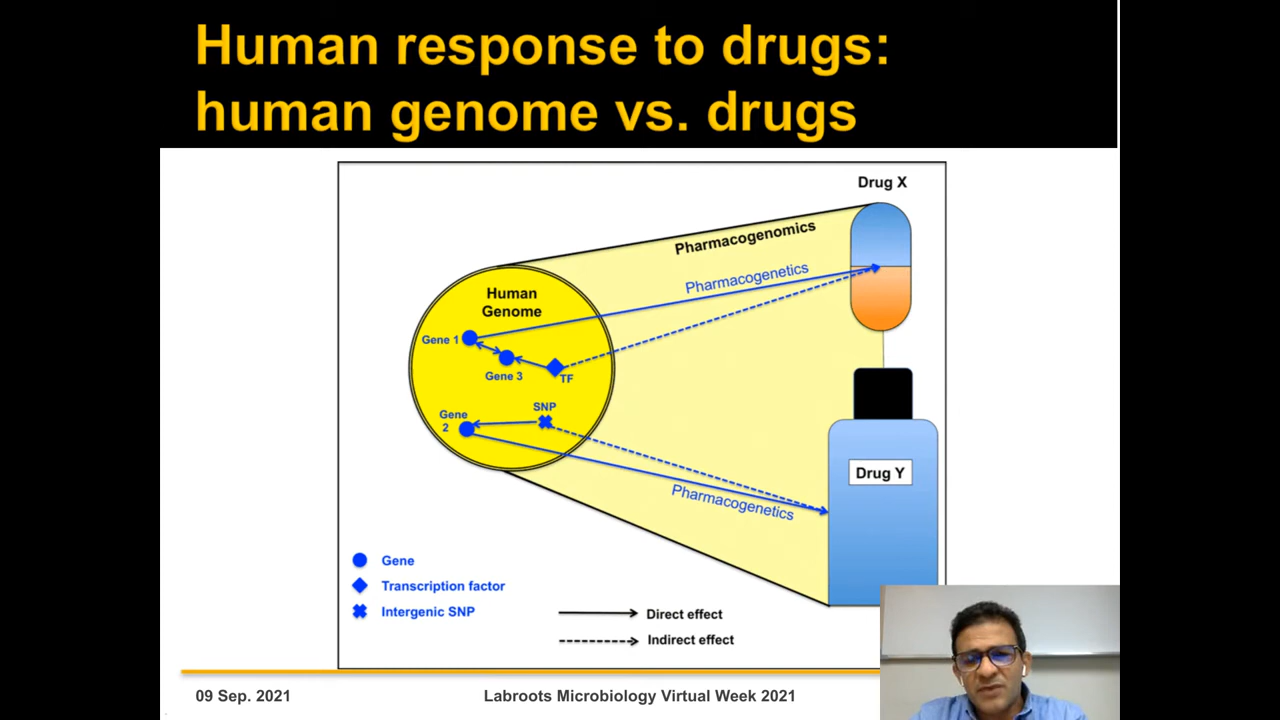 Human response to drugs:
human genome vs. drugs
Drug X
Pharmacogenomics
Pharmacogenetics
Human
Genome
Gene 1
Gene 3
TF
SNP
Gene
2
Drug Y
Pharmacogenetics
Gene
Transcription factor
Intergenic SNP
Direct effect
Indirect effect
09 Sep. 2021
Labroots Microbiology Virtual Week 2021